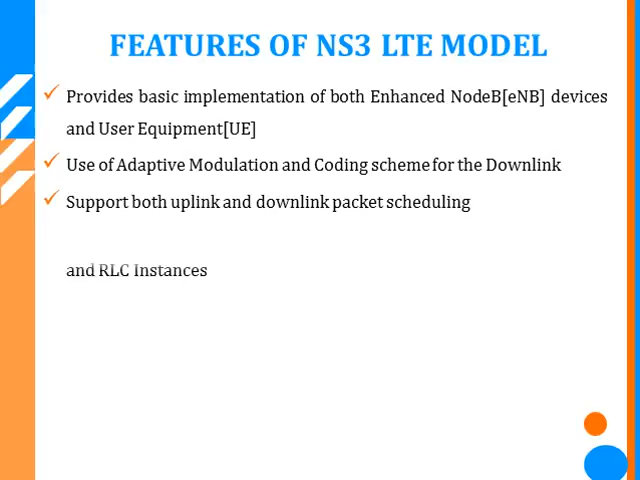 FEATURES OF NS3 LTE MODEL
Provides basic implementation of both Enhanced NodeB[eNB] devices
and User Equipment[UE]
Use of Adaptive Modulation and Coding scheme for the Downlink
Support both uplink and downlink packet scheduling
and RLC Instances